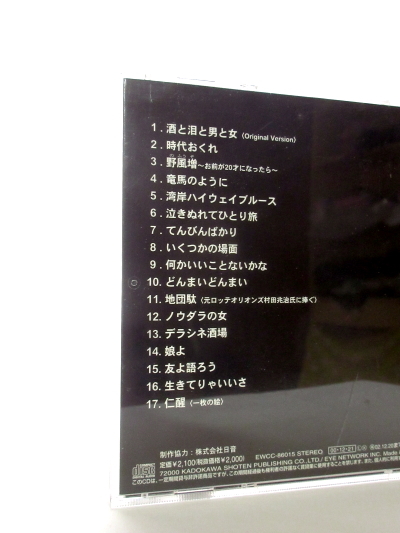 1. 酒と泪と男と女 (Original Version)
2. 時代おくれ
3. 野風増 ～お前が20才になったら～
4. 竜馬のように
5. 湾岸ハイウェイブルース
6. 泣きぬれてひとり旅
7. てんびんばかり
8. いくつかの場面
9. 何かいいことないかな
10. どんまいどんまい
11. 地団駄 (元ロッテオリオンズ村田兆治氏に捧ぐ)
12. ノウダラの女
13. デラシネ酒場
14. 娘よ
15. 友よ語ろう
16. 生きてりゃいいさ
17. 仁醒 (一枚の絵)
制作協力：株式会社日音
定価￥2,100(税抜価格￥2,000) EWCC-86015 STEREO
72000 KADOKAWA SHOTEN PUBLISHING CO.,LTD./ EYE NETWORK INC. Made